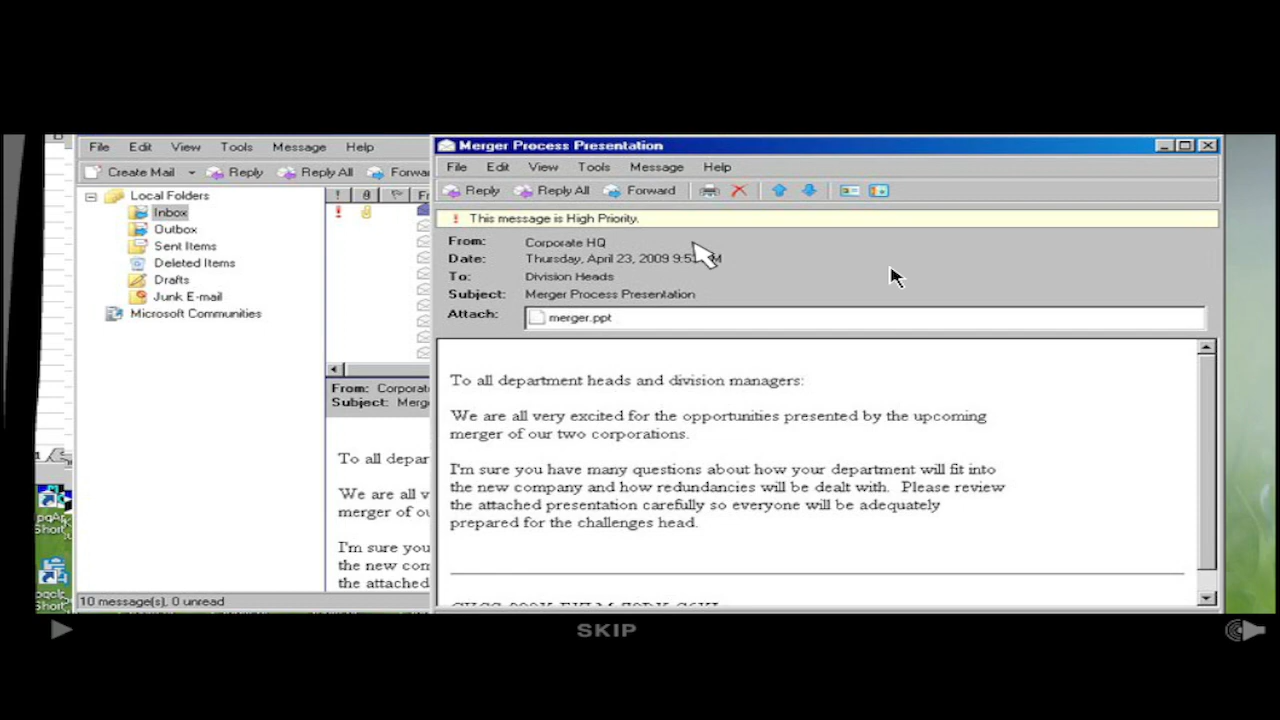 File Edit View Tools Message Help
Create Mail Reply Reply All
Local Folders
Inbox
Outbox
Sent Items
Deleted Items
Drafts
Junk E-mail
Microsoft Communities
From: Corporat
Subject: Merg
To all depar
We are all v
merger of ou
I'm sure you
the new com
the attached
10 message(s), 0 unread
Merger Process Presentation
File Edit View Tools Message Help
Reply Reply All Forward
! This message is High Priority.
From: Corporate HQ
Date: Thursday, April 23, 2009
To: Division Heads
Subject: Merger Process Presentation
Attach: merger.ppt
To all department heads and division managers:
We are all very excited for the opportunities presented by the upcoming
merger of our two corporations.
I'm sure you have many questions about how your department will fit into
the new company and how redundancies will be dealt with. Please review
the attached presentation carefully so everyone will be adequately
prepared for the challenges head.
SKIP